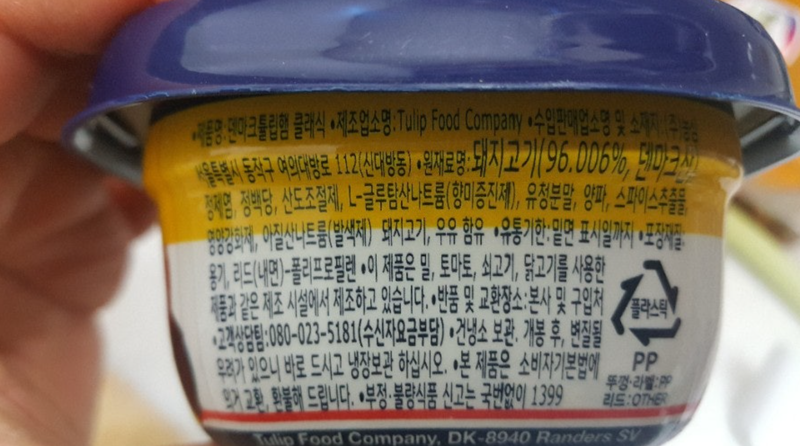 •제품명:덴마크튤립햄 클래식 •제조업소명:Tulip Food Company •수입판매업소명 및 소재지:(주)농심
서울특별시 동작구 여의대방로 112(신대방동) •원재료명:돼지고기(96.006%, 덴마크산)
정제염, 정백당, 산도조절제, L-글루탐산나트륨(향미증진제), 유청분말, 양파, 스파이스추출물
영양강화제, 아질산나트륨(발색제) 돼지고기, 우유 함유 •유통기한:밑면 표시일까지 •포장재질:
용기, 리드(내면)-폴리프로필렌 •이 제품은 밀, 토마토, 쇠고기, 닭고기를 사용한
제품과 같은 제조 시설에서 제조하고 있습니다. •반품 및 교환장소:본사 및 구입처
•고객상담팀:080-023-5181(수신자요금부담) •건냉소 보관. 개봉 후, 변질될
우려가 있으니 바로 드시고 냉장보관 하십시오. •본 제품은 소비자기본법에
의거 교환, 환불해 드립니다. •부정·불량식품 신고는 국번없이 1399
플라스틱
PP
뚜껑·라벨:PP
리드:OTHER
Tulip Food Company, DK-8940 Randers SV